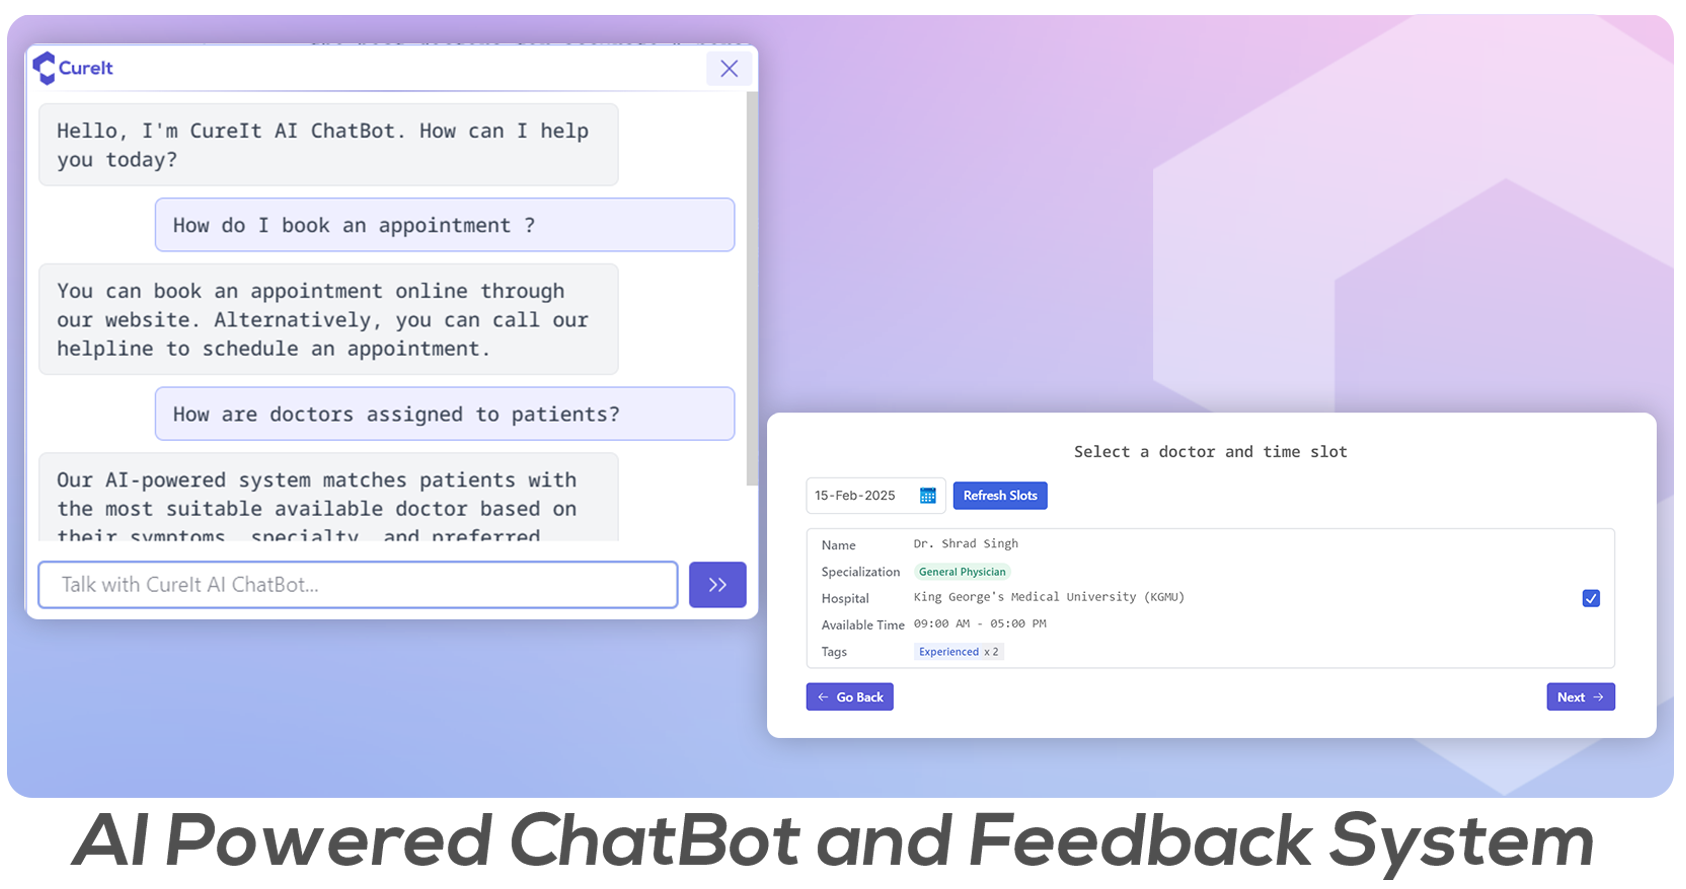 CureIt
Hello, I'm CureIt AI ChatBot. How can I help
you today?
How do I book an appointment ?
You can book an appointment online through
our website. Alternatively, you can call our
helpline to schedule an appointment.
How are doctors assigned to patients?
Our AI-powered system matches patients with
the most suitable available doctor based on
their symptoms, specialty, and preferred
Talk with CureIt AI ChatBot...
Select a doctor and time slot
15-Feb-2025 Refresh Slots
Name Dr. Shrad Singh
Specialization General Physician
Hospital King George's Medical University (KGMU)
Available Time 09:00 AM - 05:00 PM
Tags Experienced x 2
← Go Back Next →
AI Powered ChatBot and Feedback System